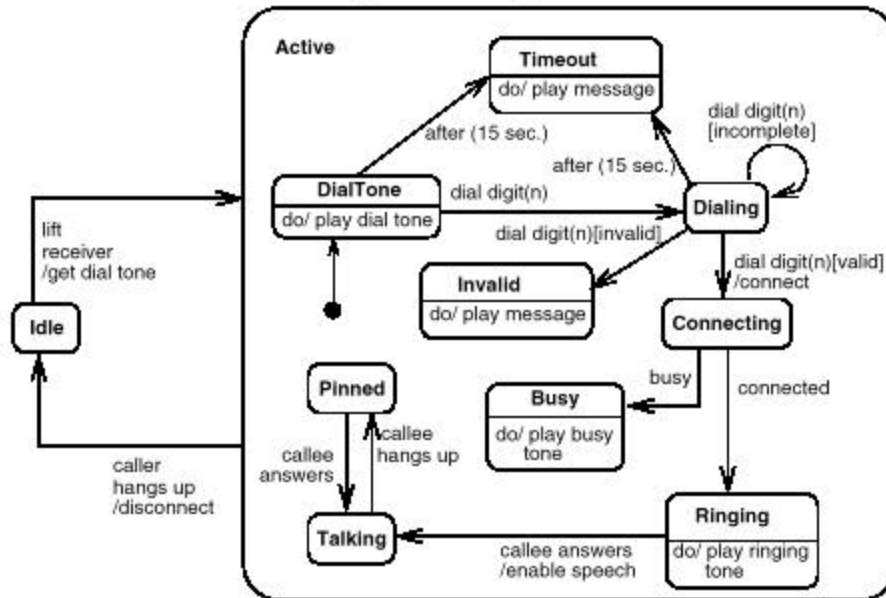 Active
Timeout
do/ play message
dial digit(n)
[incomplete]
after (15 sec.)
after (15 sec.)
DialTone
do/ play dial tone
dial digit(n)
Dialing
lift
receiver
/get dial tone
dial digit(n)[invalid]
dial digit(n)[valid]
/connect
Invalid
do/ play message
Idle
Connecting
Pinned
busy
connected
Busy
do/ play busy
tone
callee
answers
callee
hangs up
caller
hangs up
/disconnect
Talking
callee answers
/enable speech
Ringing
do/ play ringing
tone